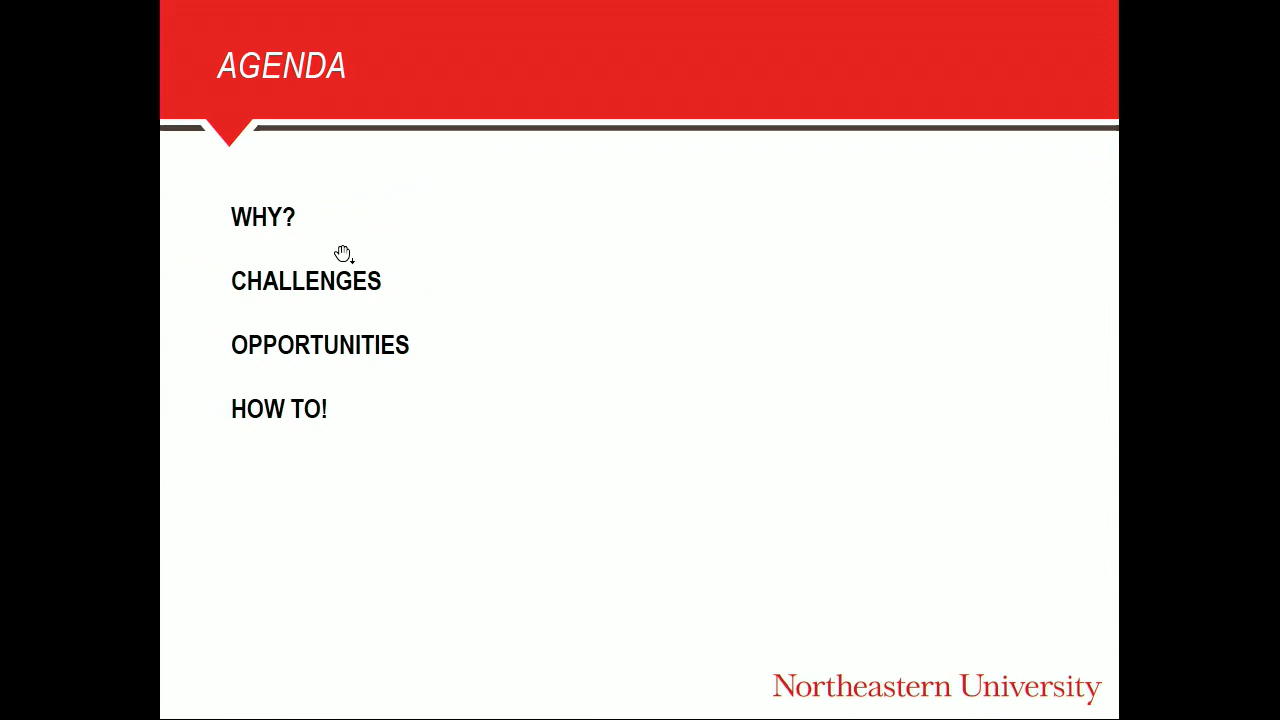 AGENDA
WHY?
CHALLENGES
OPPORTUNITIES
HOW TO!
Northeastern University